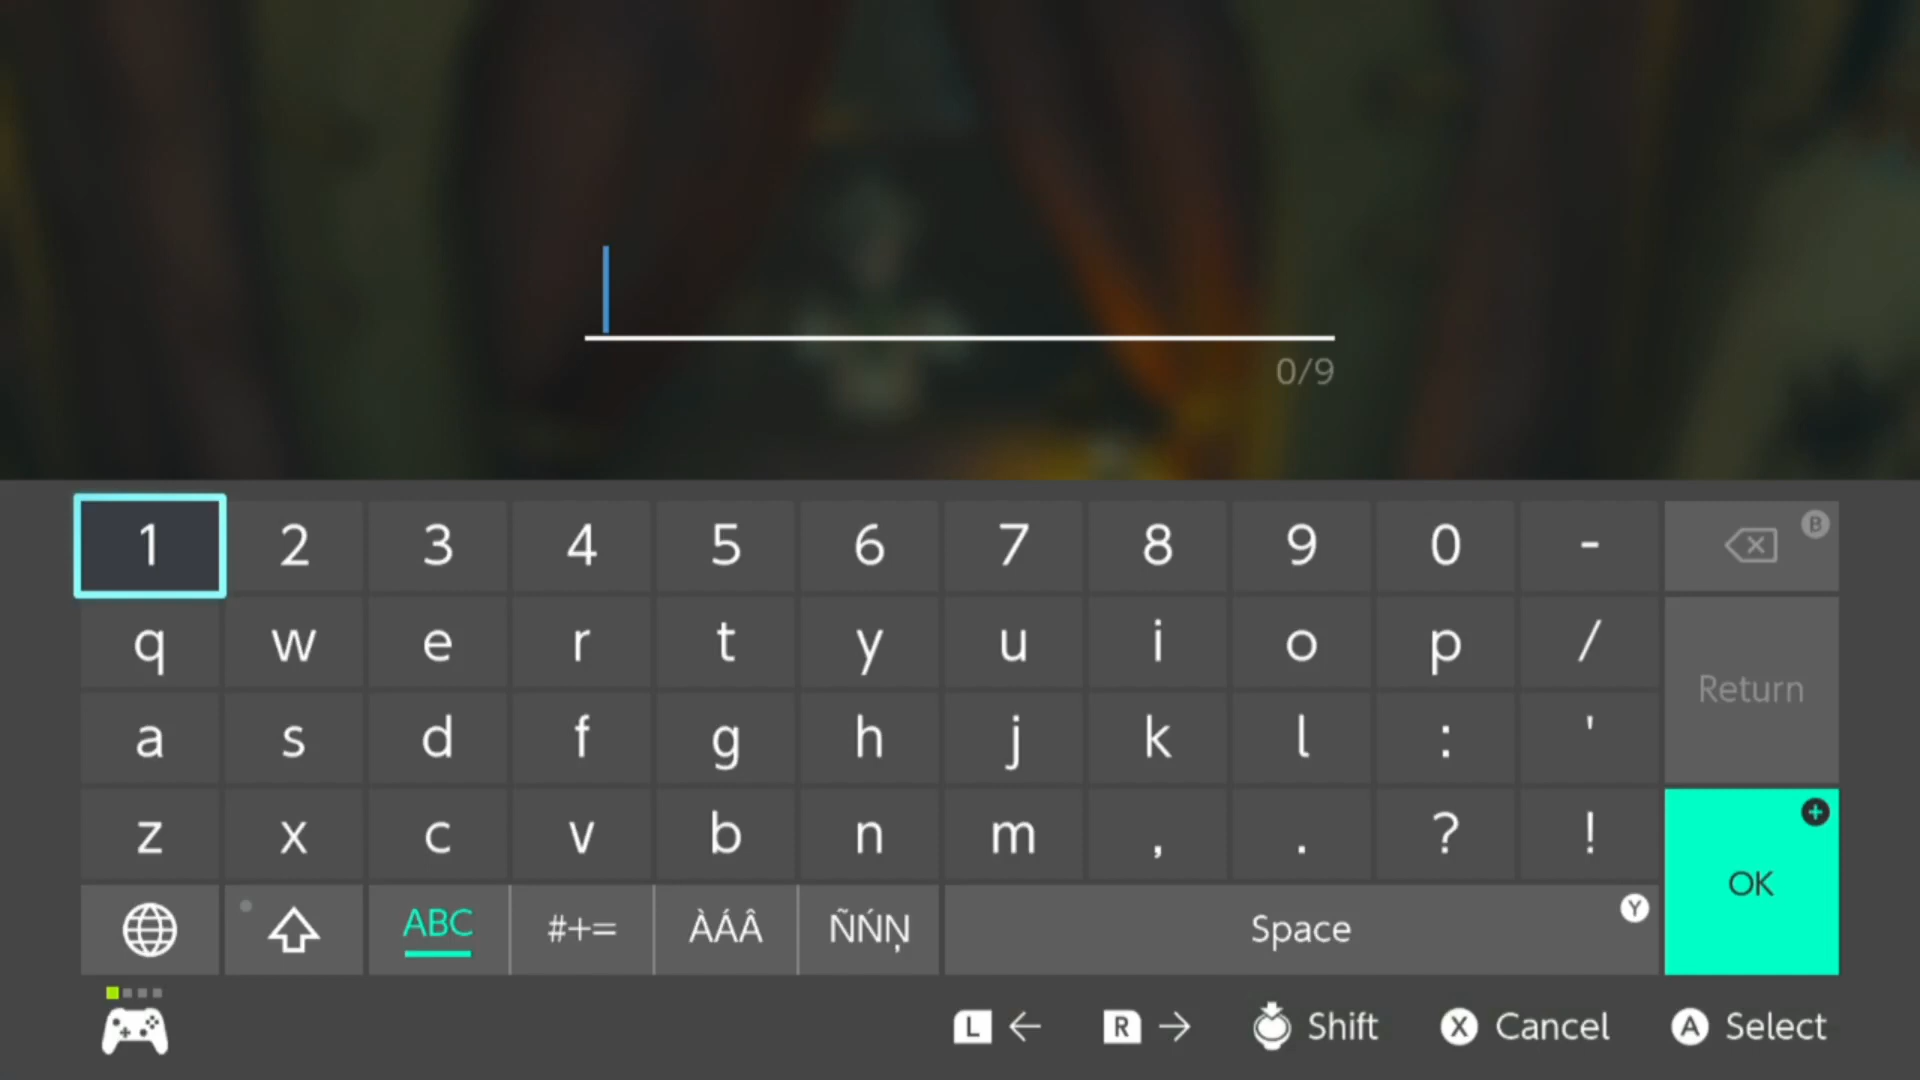 0/9
1 2 3 4 5 6 7 8 9 0 - B
q w e r t y u i o p /
Return
a s d f g h j k l : '
z x c v b n m , . ? !
OK
ABC #+= ÀÁÂ ÑŃŅ Space Y
L ← R → Shift X Cancel A Select